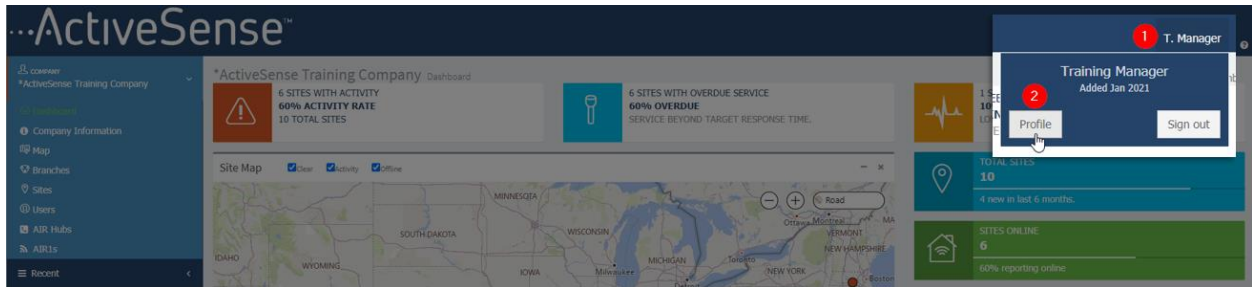 ···ActiveSense™
1 T. Manager
COMPANY
*ActiveSense Training Company
Dashboard
Company Information
Map
Branches
Sites
Users
AIR Hubs
AIR1s
Recent
*ActiveSense Training Company Dashboard
6 SITES WITH ACTIVITY
60% ACTIVITY RATE
10 TOTAL SITES
6 SITES WITH OVERDUE SERVICE
60% OVERDUE
SERVICE BEYOND TARGET RESPONSE TIME.
Training Manager
Added Jan 2021
2
Profile
Sign out
Site Map Clear Activity Offline
Road
MINNESOTA
SOUTH DAKOTA
WISCONSIN
IDAHO
WYOMING
IOWA
Milwaukee
MICHIGAN
Detroit
Toronto
Ottawa Montreal
VERMONT
MA
NEW HAMPSHIRE
NEW YORK
Boston
TOTAL SITES
10
4 new in last 6 months.
SITES ONLINE
6
60% reporting online